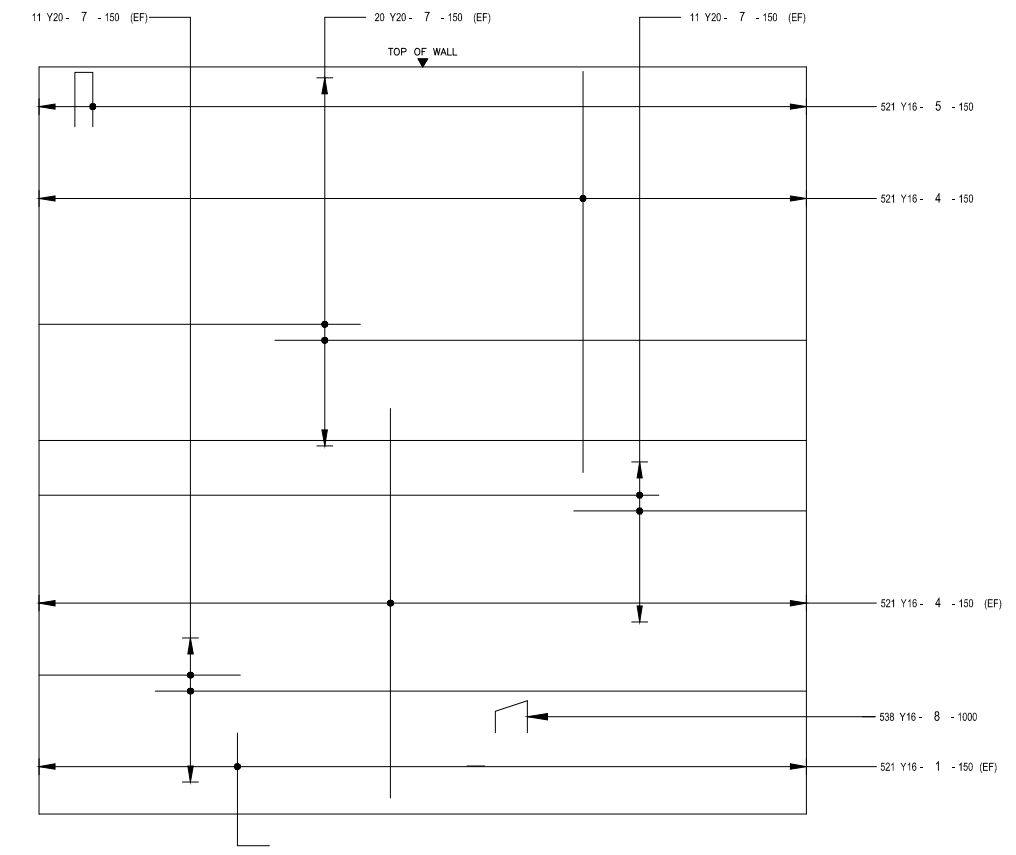 11 Y20 - 7 - 150 (EF)
20 Y20 - 7 - 150 (EF)
11 Y20 - 7 - 150 (EF)
TOP OF WALL
521 Y16 - 5 - 150
521 Y16 - 4 - 150
521 Y16 - 4 - 150 (EF)
538 Y16 - 8 - 1000
521 Y16 - 1 - 150 (EF)